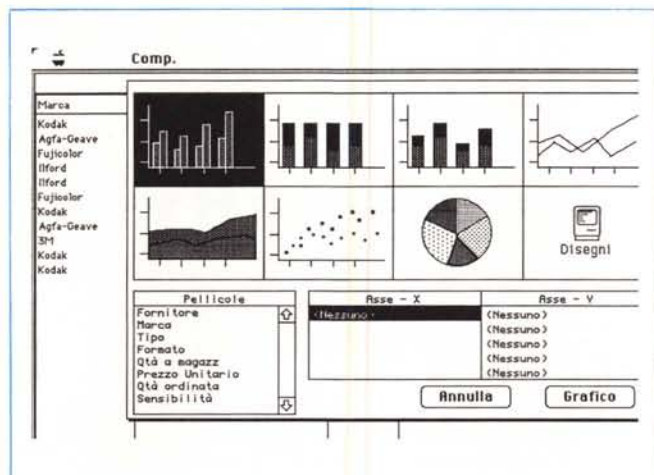 Comp.
Marca
Kodak
Agfa-Geave
Fujicolor
Ilford
Ilford
Fujicolor
Kodak
Agfa-Geave
3M
Kodak
Kodak
Disegni
Pellicole
Fornitore
Marca
Tipo
Formato
Qtà a magazz
Prezzo Unitario
Qtà ordinata
Sensibilità
Asse - X
Asse - Y
(Nessuno)
(Nessuno)
(Nessuno)
(Nessuno)
(Nessuno)
(Nessuno)
Annulla
Grafico